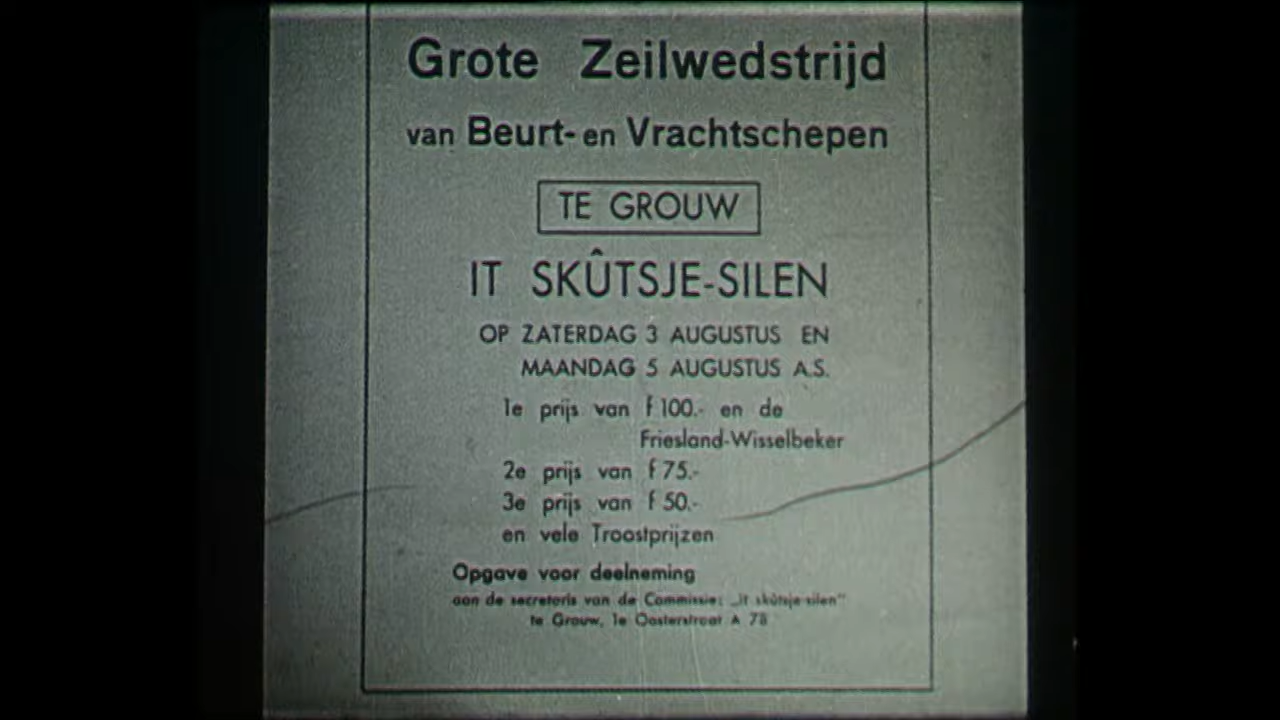 Grote Zeilwedstrijd
van Beurt- en Vrachtschepen
TE GROUW
IT SKÛTSJE-SILEN
OP ZATERDAG 3 AUGUSTUS EN
MAANDAG 5 AUGUSTUS A.S.
1e prijs van f 100.- en de
Friesland-Wisselbeker
2e prijs van f 75.-
3e prijs van f 50.-
en vele Troostprijzen
Opgave voor deelneming
aan de secretaris van de Commissie: „It skûtsje-silen"
te Grouw, 1e Oosterstraat A 78